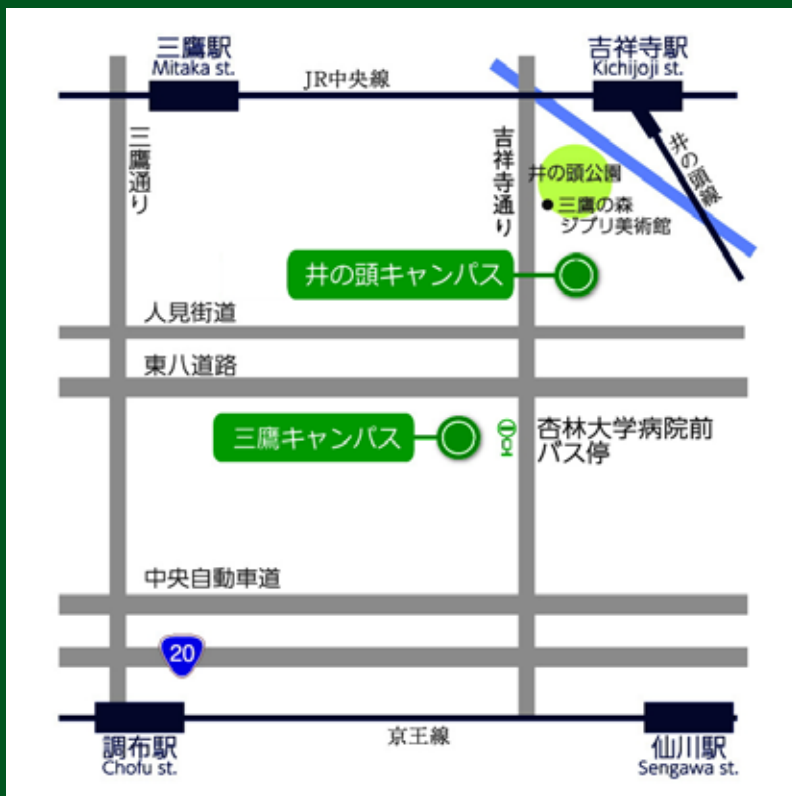 三鷹駅
Mitaka st.
JR中央線
吉祥寺駅
Kichijoji st.
三鷹通り
吉祥寺通り
井の頭線
井の頭公園
三鷹の森
ジブリ美術館
井の頭キャンパス
人見街道
東八道路
三鷹キャンパス
杏林大学病院前
バス停
中央自動車道
20
調布駅
Chofu st.
京王線
仙川駅
Sengawa st.